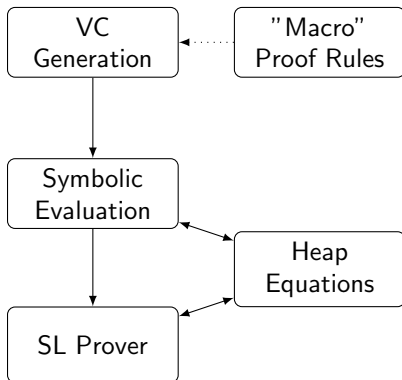 VC
Generation
"Macro"
Proof Rules
Symbolic
Evaluation
Heap
Equations
SL Prover